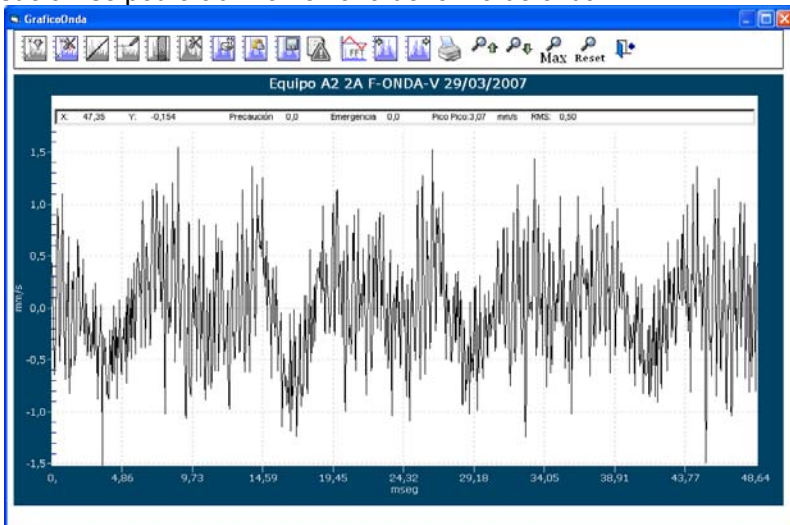 GraficoOnda
FFT
Max Reset
Equipo A2 2A F-ONDA-V 29/03/2007
X: 47,35 Y: -0,154 Precaución 0,0 Emergencia 0,0 Pico Pico:3,07 mm/s RMS: 0,50
1,5
1,0
0,5
0,0
-0,5
-1,0
-1,5
mm/s
0, 4,86 9,73 14,59 19,45 24,32 29,18 34,05 38,91 43,77 48,64
mseg